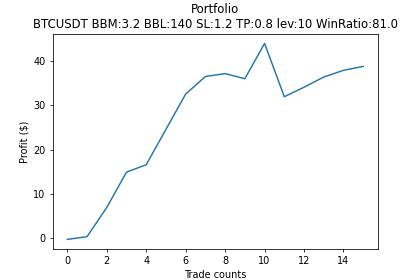 Portfolio
BTCUSDT BBM:3.2 BBL:140 SL:1.2 TP:0.8 lev:10 WinRatio:81.0
40
30
20
10
0
Profit ($)
0 2 4 6 8 10 12 14
Trade counts